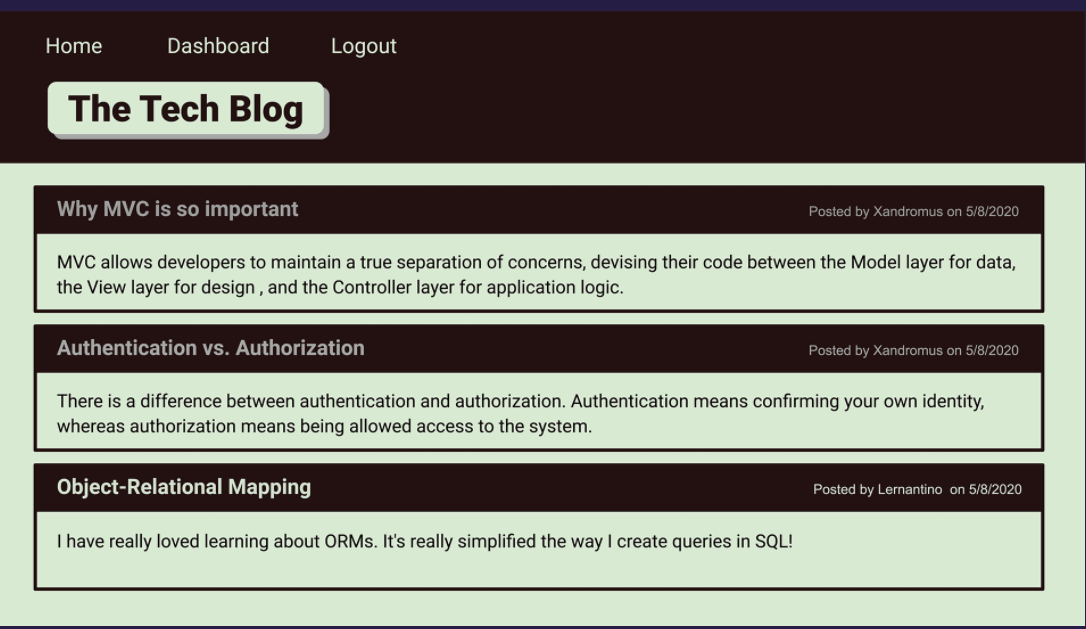 Home Dashboard Logout
The Tech Blog
Why MVC is so important Posted by Xandromus on 5/8/2020
MVC allows developers to maintain a true separation of concerns, devising their code between the Model layer for data,
the View layer for design , and the Controller layer for application logic.
Authentication vs. Authorization Posted by Xandromus on 5/8/2020
There is a difference between authentication and authorization. Authentication means confirming your own identity,
whereas authorization means being allowed access to the system.
Object-Relational Mapping Posted by Lernantino  on 5/8/2020
I have really loved learning about ORMs. It's really simplified the way I create queries in SQL!